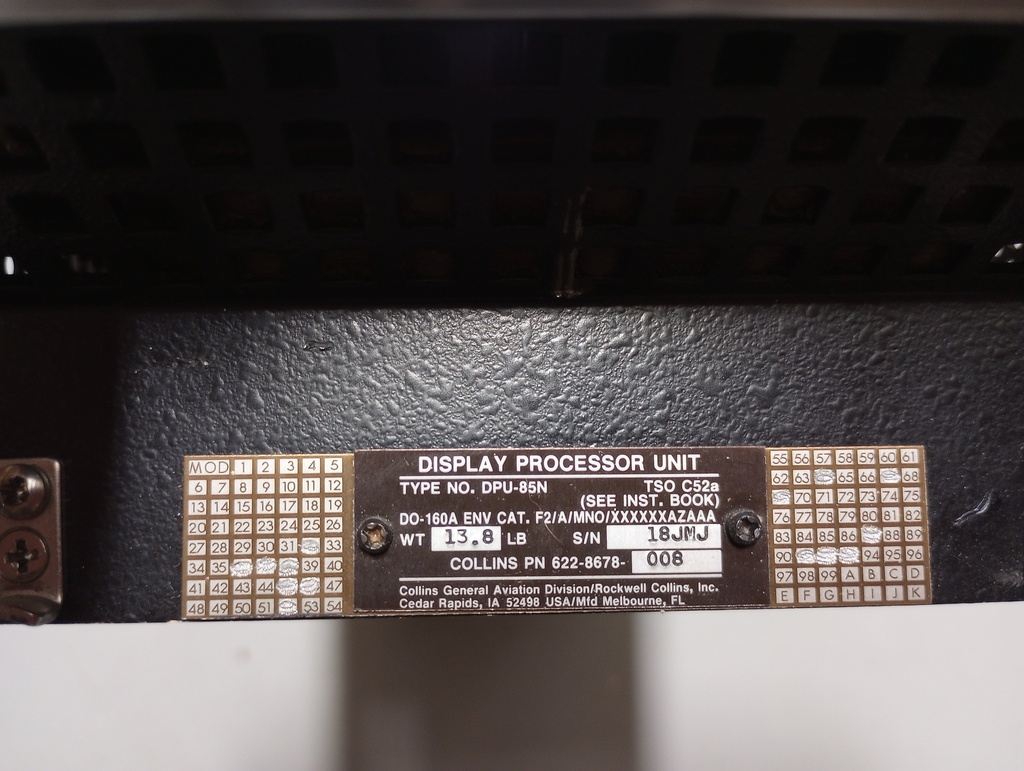 MOD 1 2 3 4 5
6 7 8 9 10 11 12
13 14 15 16 17 18 19
20 21 22 23 24 25 26
27 28 29 30 31 33
34 35 39 40
41 42 43 44 47
48 49 50 51 53 54
DISPLAY PROCESSOR UNIT
TYPE NO. DPU-85N TSO C52a
(SEE INST. BOOK)
DO-160A ENV CAT. F2/A/MNO/XXXXXXAZAAA
WT 13.8 LB S/N 18JMJ
COLLINS PN 622-8678- 008
Collins General Aviation Division/Rockwell Collins, Inc.
Cedar Rapids, IA 52498 USA/Mfd Melbourne, FL
55 56 57 58 59 60 61
62 63 65 66 68
70 71 72 73 74 75
76 77 78 79 80 81 82
83 84 85 86 88 89
90 94 95 96
97 98 99 A B C D
E F G H I J K